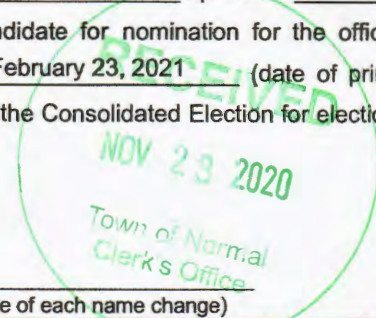 didate for nomination for the offic
February 23, 2021 (date of pri
the Consolidated Election for electio
RECEIVED
NOV 23 2020
Town of Normal
Clerk's Office
e of each name change)